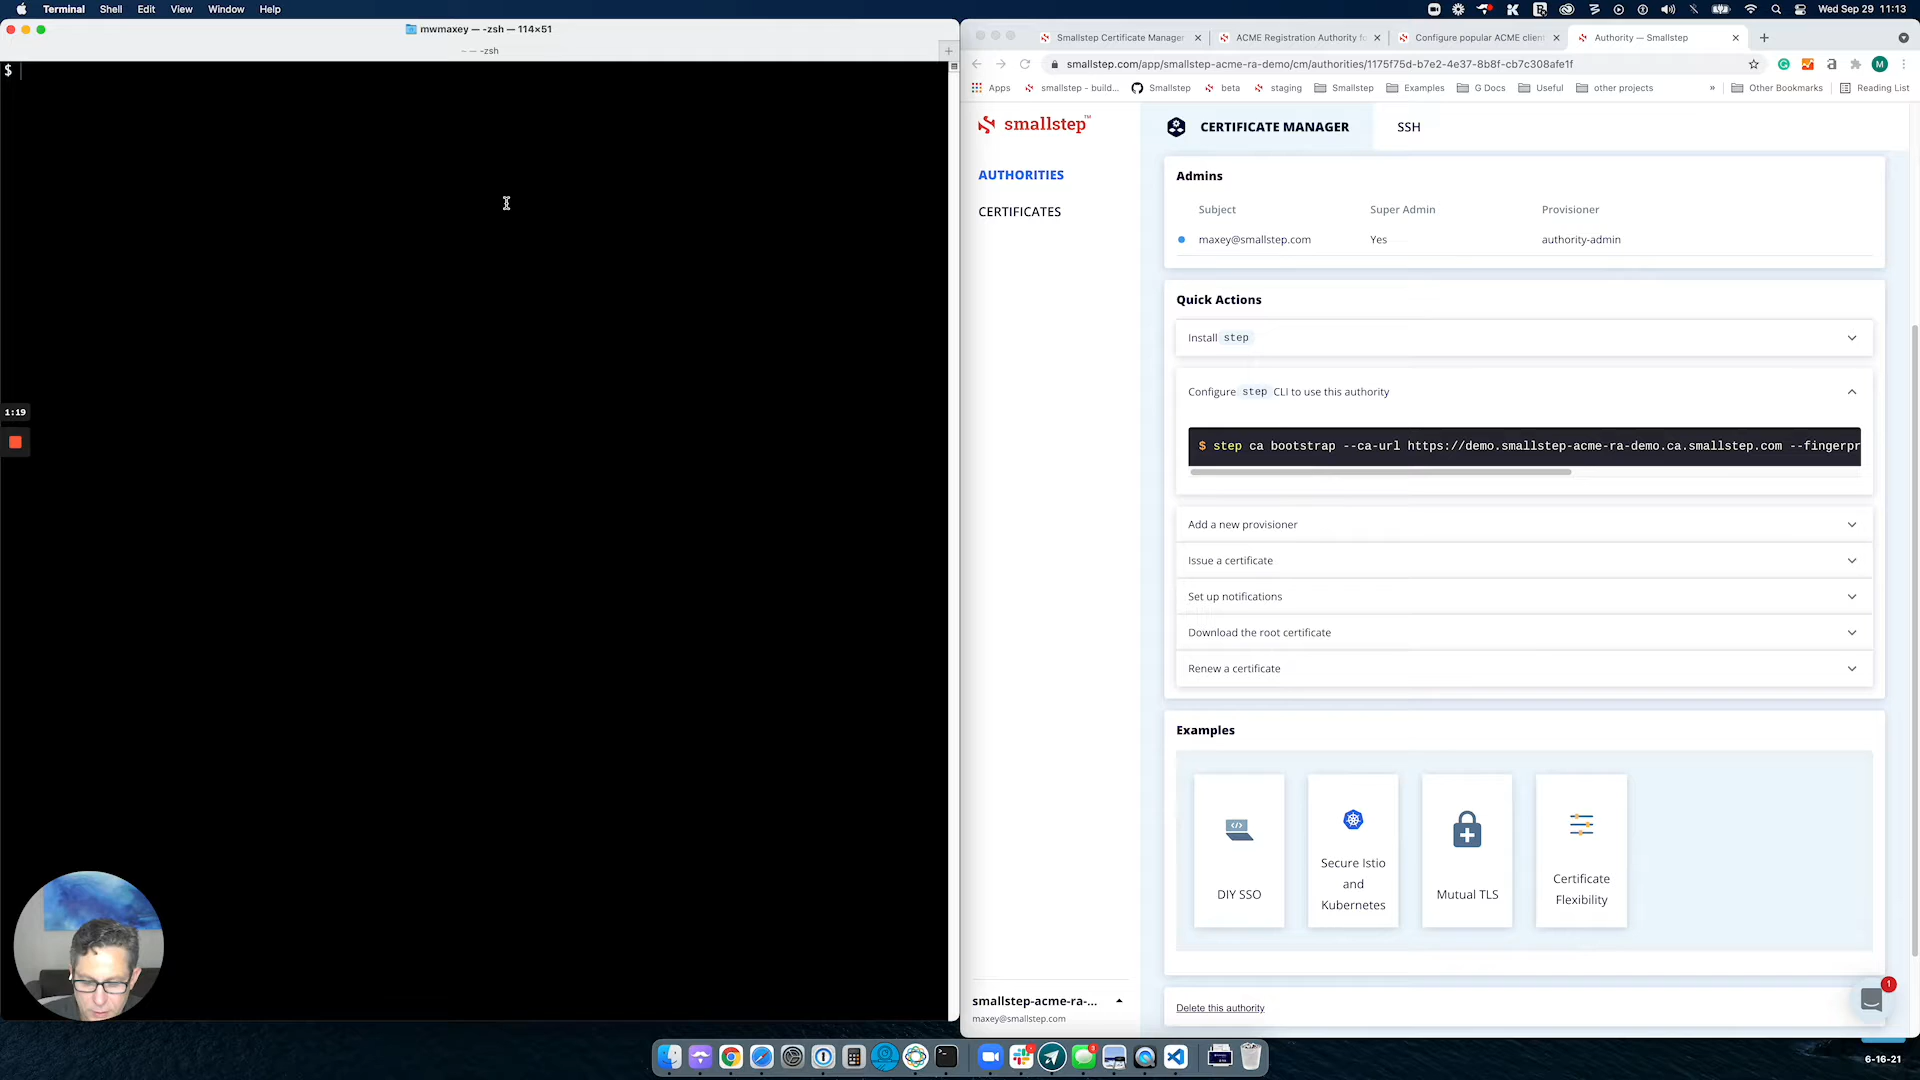 Terminal Shell Edit View Window Help
Wed Sep 29 11:13
mwmaxey — -zsh — 114×51
~ — -zsh
$
1:19
Smallstep Certificate Manager
ACME Registration Authority fo
Configure popular ACME clien
Authority — Smallstep
smallstep.com/app/smallstep-acme-ra-demo/cm/authorities/1175f75d-b7e2-4e37-8b8f-cb7c308afe1f
M
Apps smallstep - build... Smallstep beta staging Smallstep Examples G Docs Useful other projects » Other Bookmarks Reading List
smallstep™
AUTHORITIES
CERTIFICATES
CERTIFICATE MANAGER
SSH
Admins
Subject Super Admin Provisioner
maxey@smallstep.com Yes authority-admin
Quick Actions
Install step
Configure step CLI to use this authority
$ step ca bootstrap --ca-url https://demo.smallstep-acme-ra-demo.ca.smallstep.com --fingerpr
Add a new provisioner
Issue a certificate
Set up notifications
Download the root certificate
Renew a certificate
Examples
DIY SSO
Secure Istio
and
Kubernetes
Mutual TLS
Certificate
Flexibility
Delete this authority
1
smallstep-acme-ra-...
maxey@smallstep.com
6-16-21